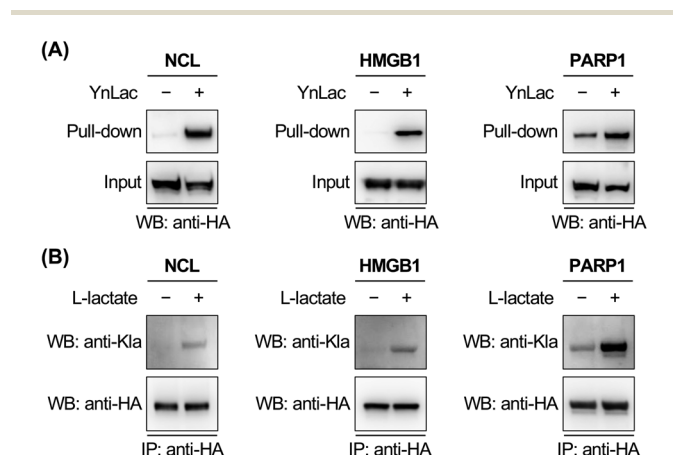 (A)
NCL HMGB1 PARP1
YnLac − + YnLac − + YnLac − +
Pull-down Pull-down Pull-down
Input Input Input
WB: anti-HA WB: anti-HA WB: anti-HA
(B)
NCL HMGB1 PARP1
L-lactate − + L-lactate − + L-lactate − +
WB: anti-Kla WB: anti-Kla WB: anti-Kla
WB: anti-HA WB: anti-HA WB: anti-HA
IP: anti-HA IP: anti-HA IP: anti-HA